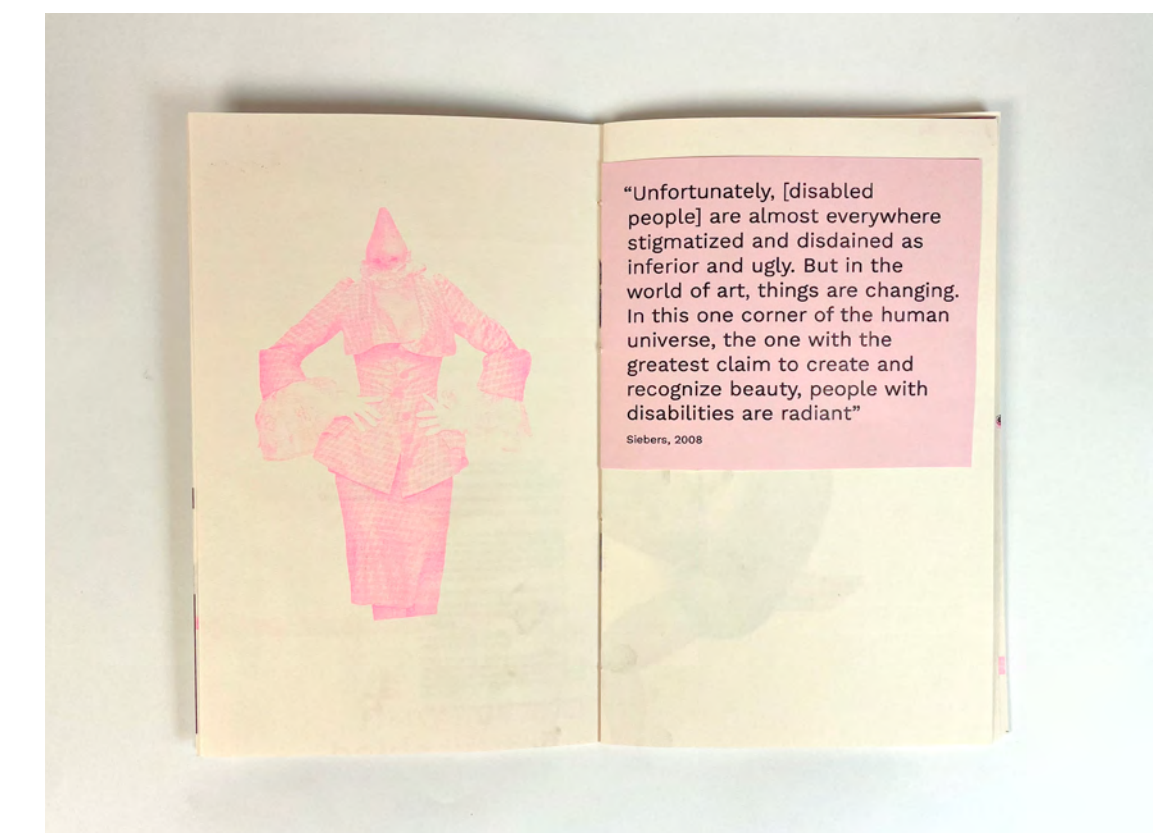 “Unfortunately, [disabled
people] are almost everywhere
stigmatized and disdained as
inferior and ugly. But in the
world of art, things are changing.
In this one corner of the human
universe, the one with the
greatest claim to create and
recognize beauty, people with
disabilities are radiant”
Siebers, 2008